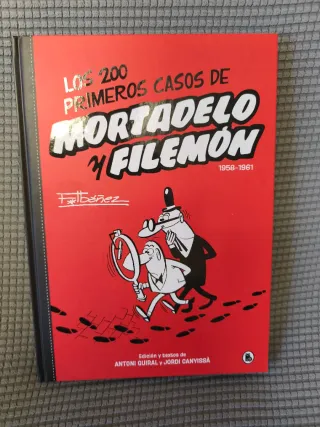 LOS 200
PRIMEROS CASOS DE
MORTADELO
Y FILEMÓN
1958-1961
F. Ibáñez
Edición y textos de
ANTONI GUIRAL Y JORDI CANYISSÀ